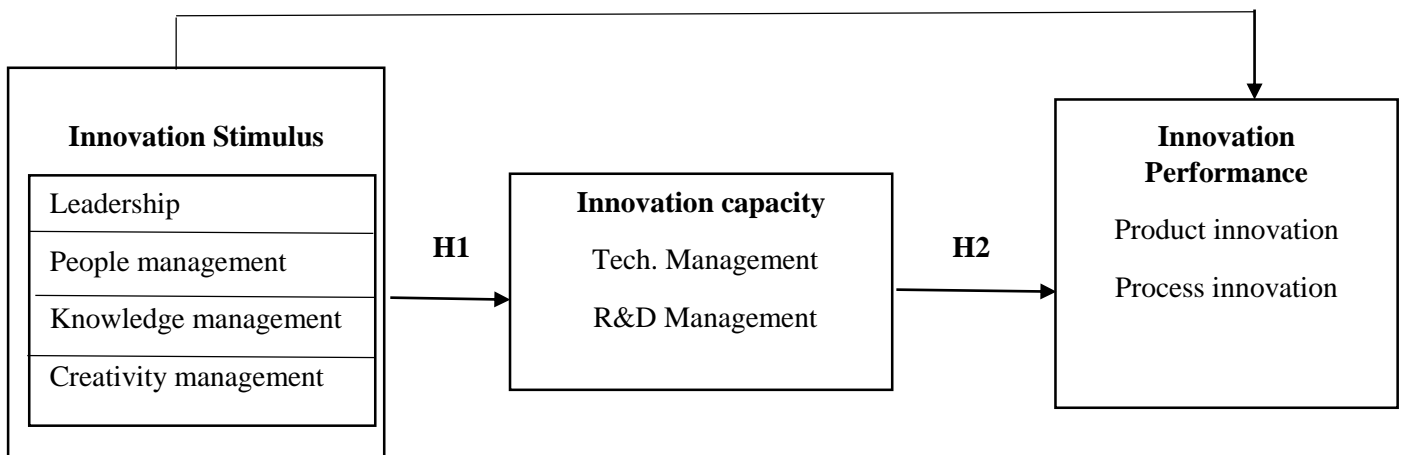 Innovation Stimulus
Leadership
People management
Knowledge management
Creativity management
H1
Innovation capacity
Tech. Management
R&D Management
H2
Innovation
Performance
Product innovation
Process innovation